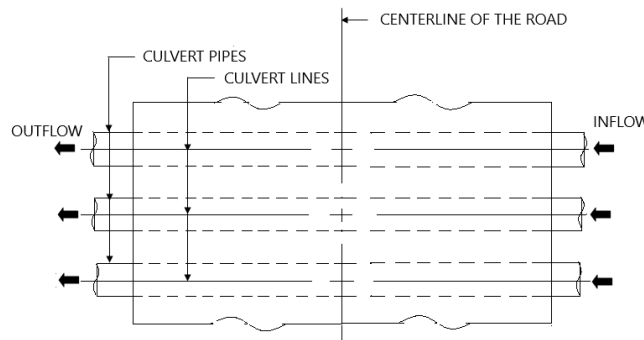 CENTERLINE OF THE ROAD
CULVERT PIPES
CULVERT LINES
OUTFLOW
INFLOW